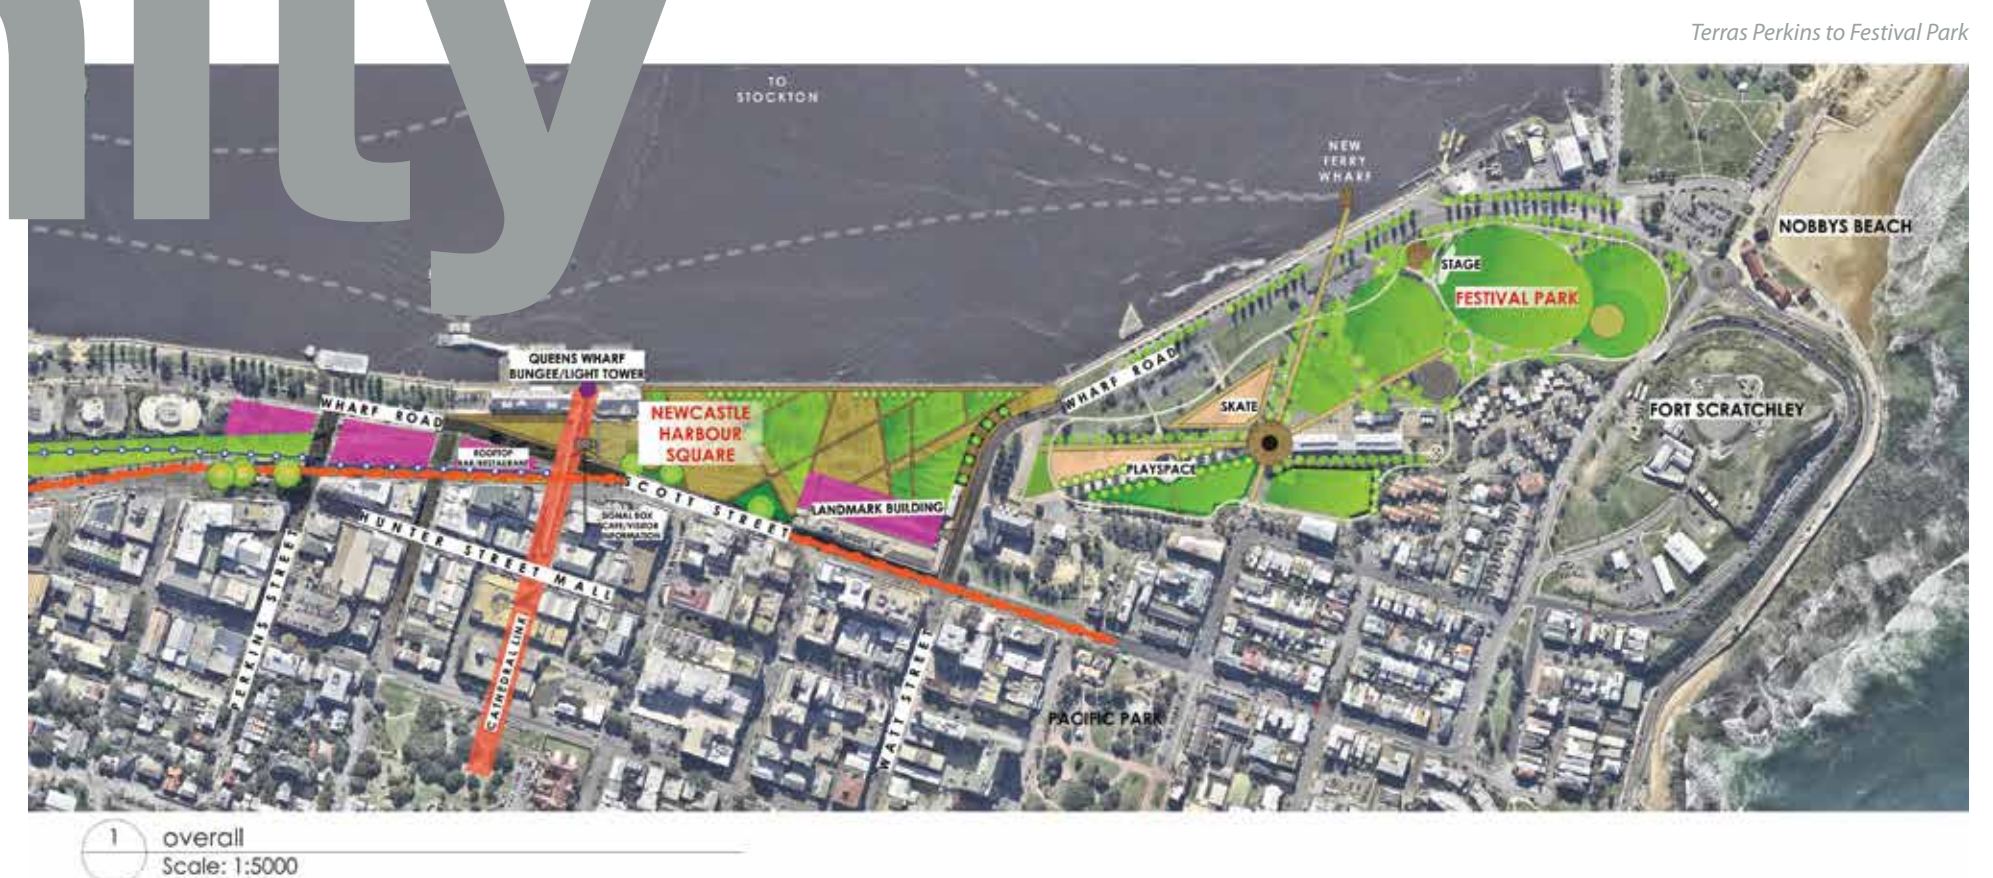 nity
Terras Perkins to Festival Park
TO
STOCKTON
NEW
FERRY
WHARF
NOBBYS BEACH
STAGE
FESTIVAL PARK
QUEENS WHARF
BUNGEE/LIGHT TOWER
WHARF ROAD
WHARF ROAD
NEWCASTLE
HARBOUR
SQUARE
SKATE
FORT SCRATCHLEY
ROOFTOP
BAR/RESTAURANT
PLAYSPACE
SCOTT STREET
LANDMARK BUILDING
SIGNAL BOX
CAFE/VISITOR
INFORMATION
HUNTER STREET MALL
PERKINS STREET
CATHEDRAL LINK
WATT STREET
PACIFIC PARK
1
overall
Scale: 1:5000